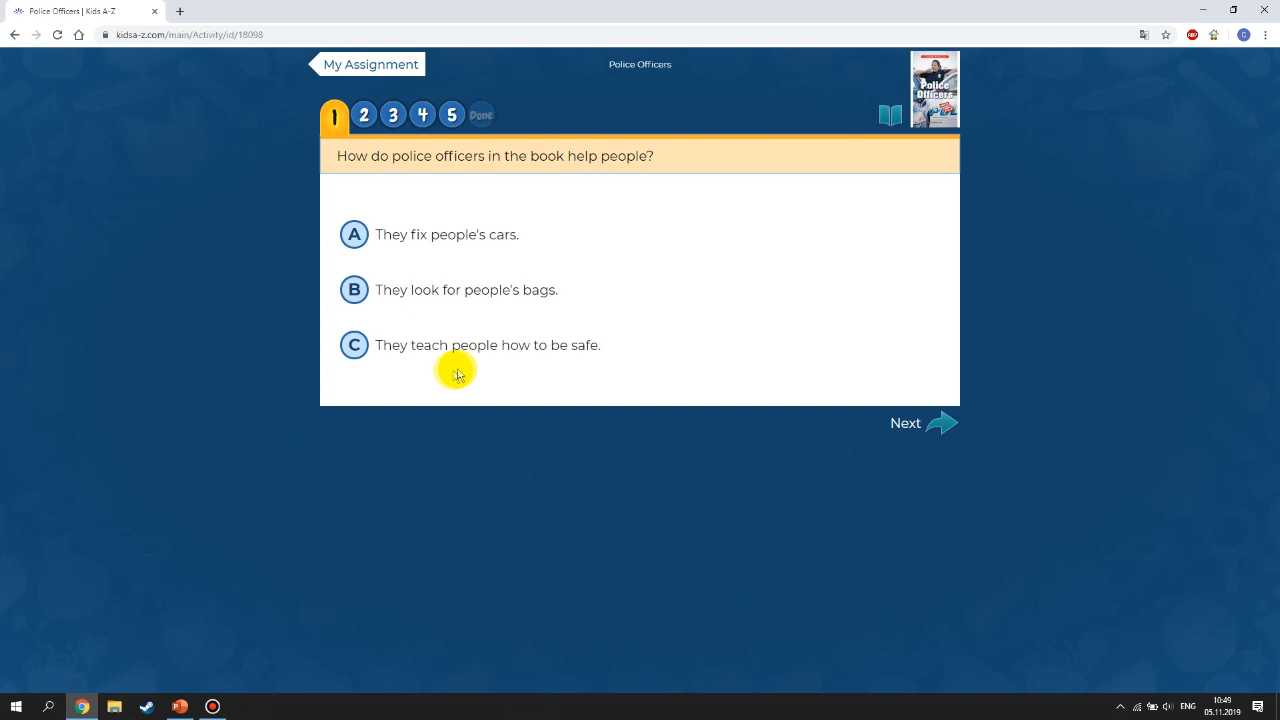 Police Officers | Kids A-Z
kidsa-z.com/main/Activity/id/18098
My Assignment
Police Officers
Police
Officers
1 2 3 4 5 Done
How do police officers in the book help people?
A They fix people's cars.
B They look for people's bags.
C They teach people how to be safe.
Next
ENG
10:49
05.11.2019